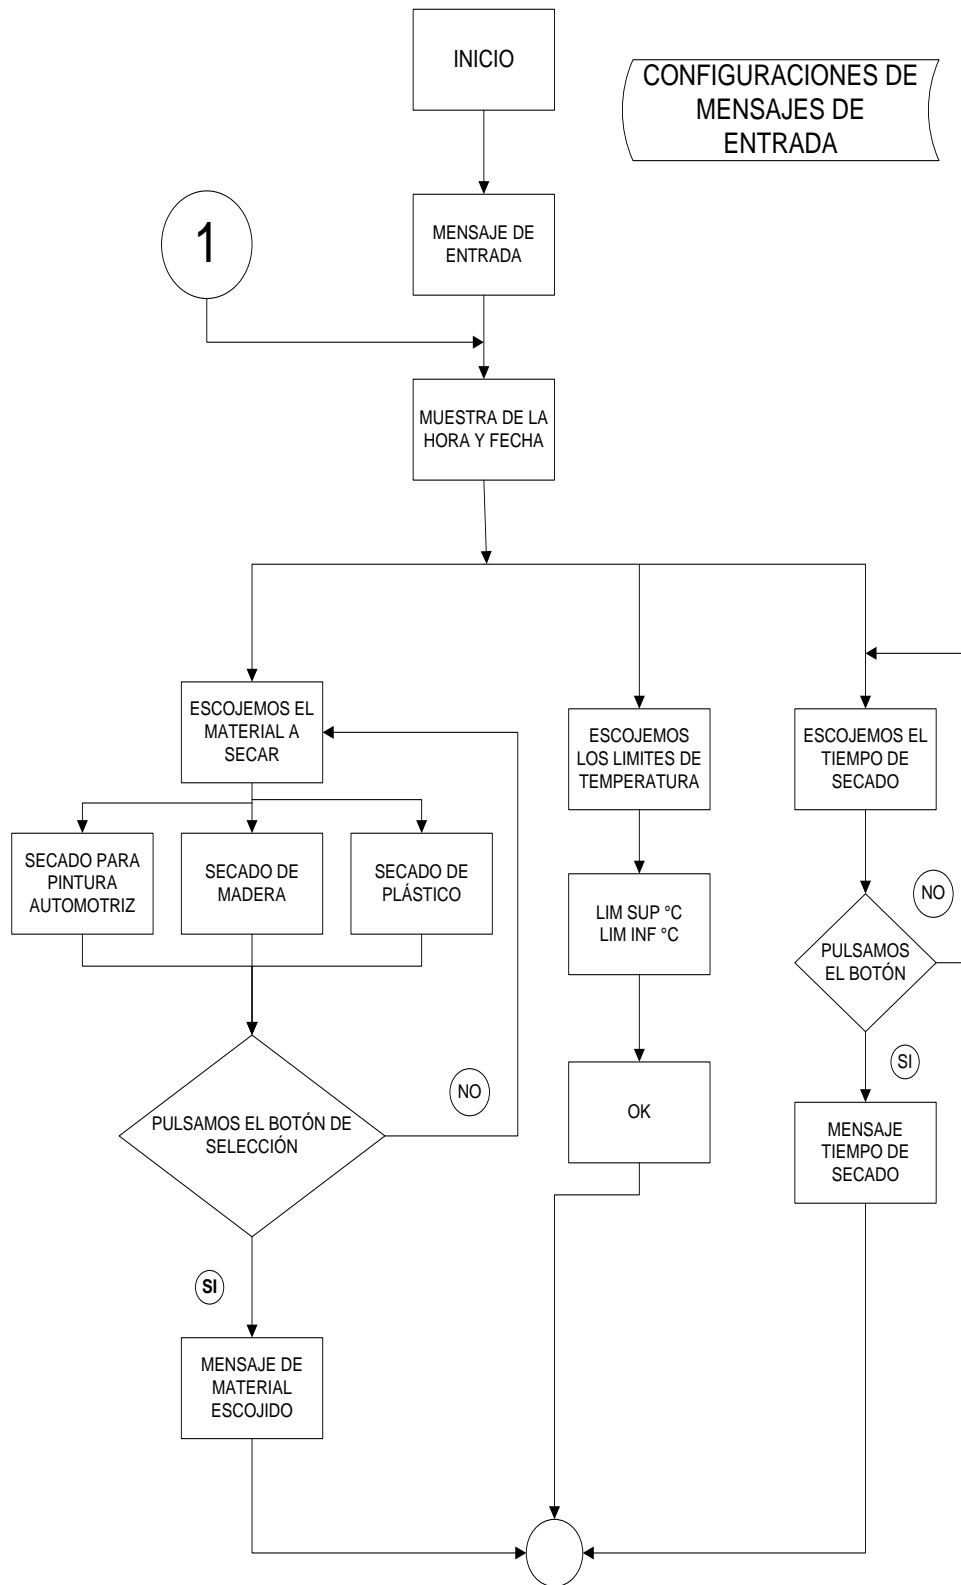 INICIO
CONFIGURACIONES DE
MENSAJES DE
ENTRADA
1
MENSAJE DE
ENTRADA
MUESTRA DE LA
HORA Y FECHA
ESCOJEMOS EL
MATERIAL A
SECAR
ESCOJEMOS
LOS LIMITES DE
TEMPERATURA
ESCOJEMOS EL
TIEMPO DE
SECADO
SECADO PARA
PINTURA
AUTOMOTRIZ
SECADO DE
MADERA
SECADO DE
PLÁSTICO
LIM SUP °C
LIM INF °C
NO
PULSAMOS
EL BOTÓN
SI
NO
PULSAMOS EL BOTÓN DE
SELECCIÓN
OK
MENSAJE
TIEMPO DE
SECADO
SI
MENSAJE DE
MATERIAL
ESCOJIDO